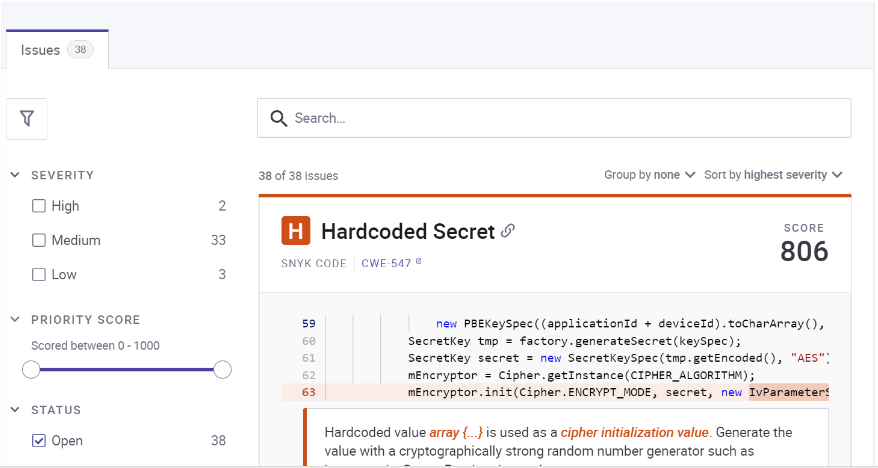 Issues 38
Search...
38 of 38 issues Group by none Sort by highest severity
SEVERITY
High 2
Medium 33
Low 3
PRIORITY SCORE
Scored between 0 - 1000
STATUS
Open 38
H Hardcoded Secret
SCORE
806
SNYK CODE CWE-547
59 new PBEKeySpec((applicationId + deviceId).toCharArray(),
60 SecretKey tmp = factory.generateSecret(keySpec);
61 SecretKey secret = new SecretKeySpec(tmp.getEncoded(), "AES")
62 mEncryptor = Cipher.getInstance(CIPHER_ALGORITHM);
63 mEncryptor.init(Cipher.ENCRYPT_MODE, secret, new IvParameterS
Hardcoded value array {...} is used as a cipher initialization value. Generate the
value with a cryptographically strong random number generator such as